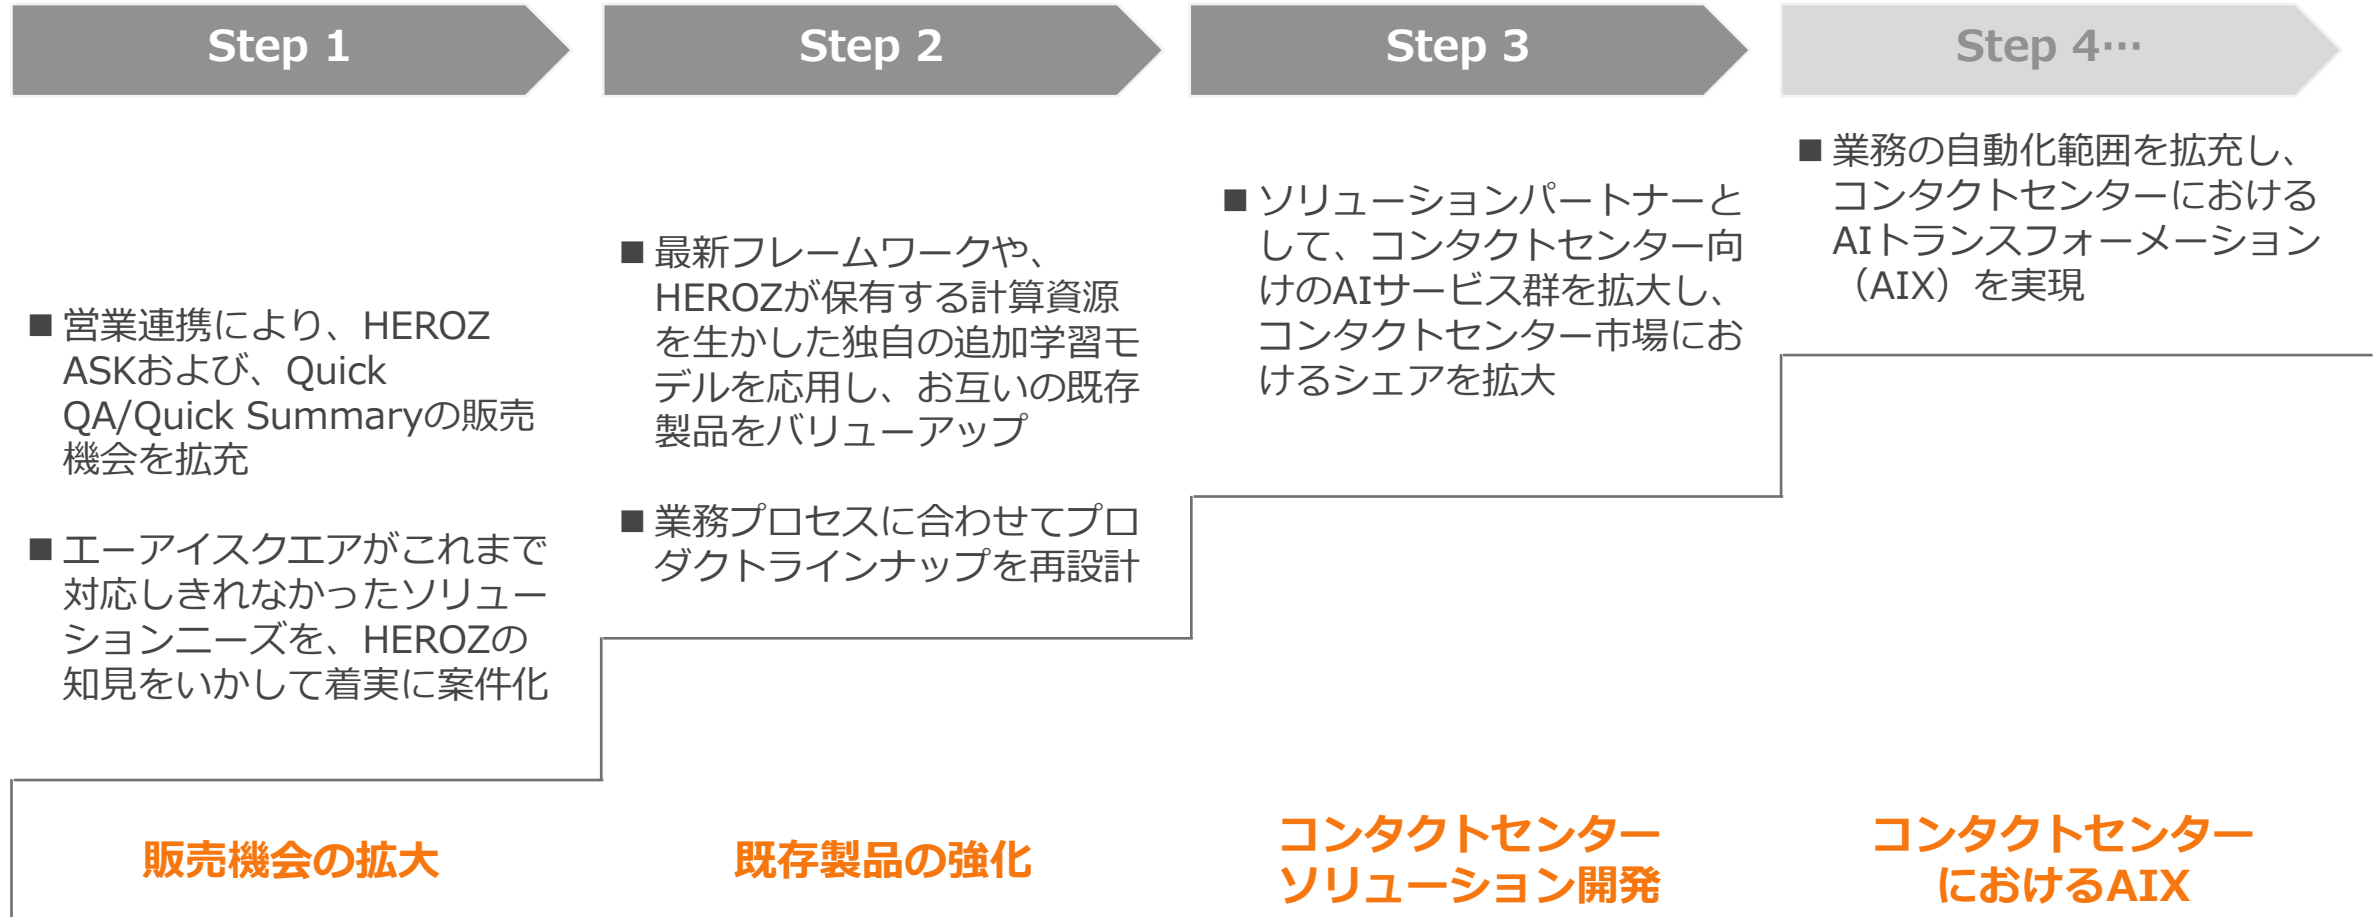 Step 1
Step 2
Step 3
Step 4…
■営業連携により、HEROZ
ASKおよび、Quick
QA/Quick Summaryの販売
機会を拡充
■エーアイスクエアがこれまで
対応しきれなかったソリュー
ションニーズを、HEROZの
知見をいかして着実に案件化
■最新フレームワークや、
HEROZが保有する計算資源
を生かした独自の追加学習モ
デルを応用し、お互いの既存
製品をバリューアップ
■業務プロセスに合わせてプロ
ダクトラインナップを再設計
■ソリューションパートナーと
して、コンタクトセンター向
けのAIサービス群を拡大し、
コンタクトセンター市場にお
けるシェアを拡大
■業務の自動化範囲を拡充し、
コンタクトセンターにおける
AIトランスフォーメーション
（AIX）を実現
販売機会の拡大
既存製品の強化
コンタクトセンター
ソリューション開発
コンタクトセンター
におけるAIX